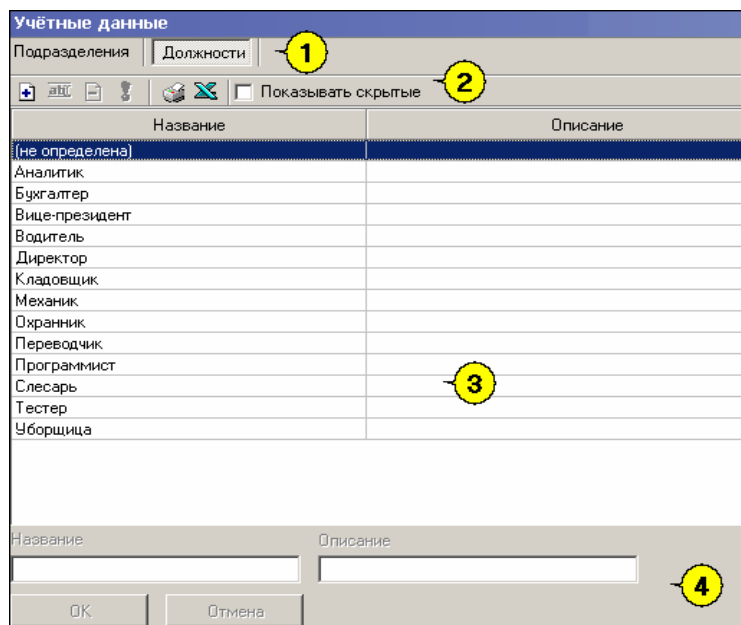 Учётные данные
Подразделения Должности 1
Показывать скрытые 2
Название Описание
(не определена)
Аналитик
Бухгалтер
Вице-президент
Водитель
Директор
Кладовщик
Механик
Охранник
Переводчик
Программист
Слесарь 3
Тестер
Уборщица
Название Описание
4
OK Отмена